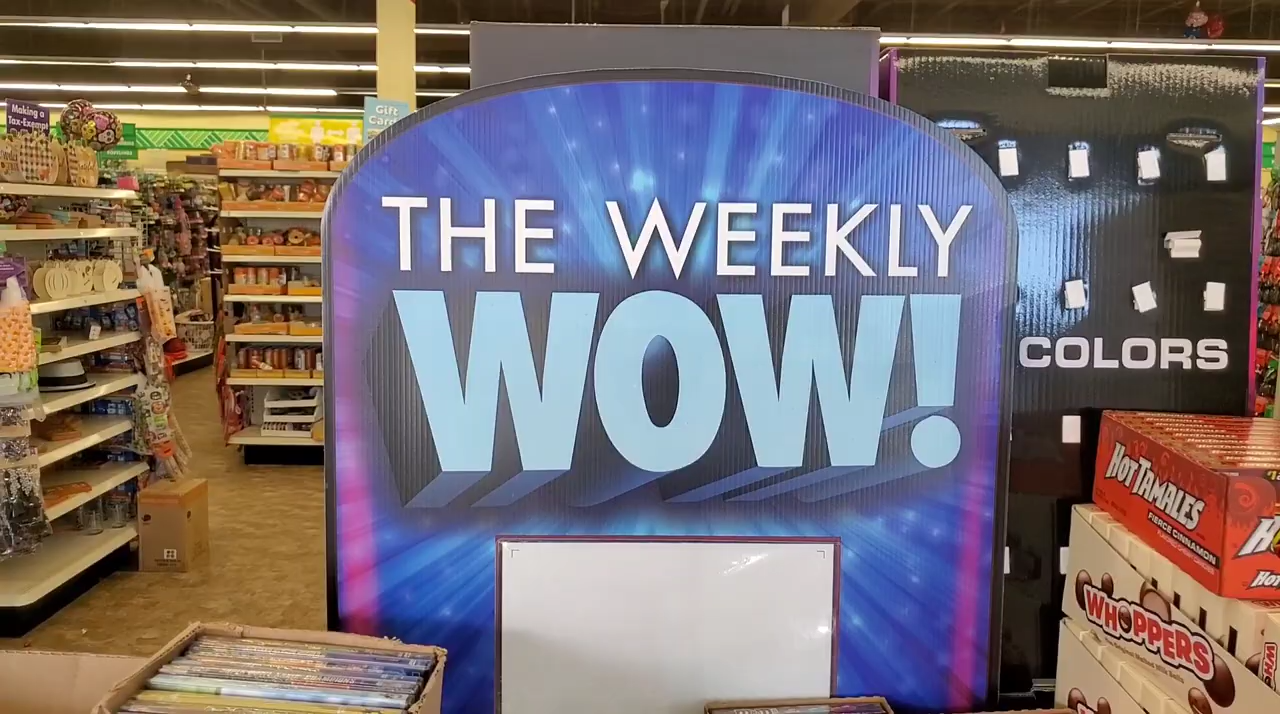 Making a
Tax-Exempt
Gift
Card
THE WEEKLY
WOW!
COLORS
HOT TAMALES
FIERCE CINNAMON
WHOPPERS